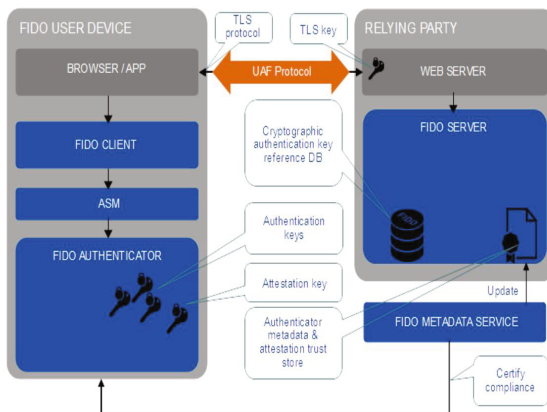 FIDO USER DEVICE
TLS
protocol
TLS key
RELYING PARTY
BROWSER / APP
UAF Protocol
WEB SERVER
FIDO CLIENT
Cryptographic
authentication key
reference DB
FIDO SERVER
ASM
FIDO
FIDO AUTHENTICATOR
Authentication
keys
Attestation key
Update
Authenticator
metadata &
attestation trust
store
FIDO METADATA SERVICE
Certify
compliance